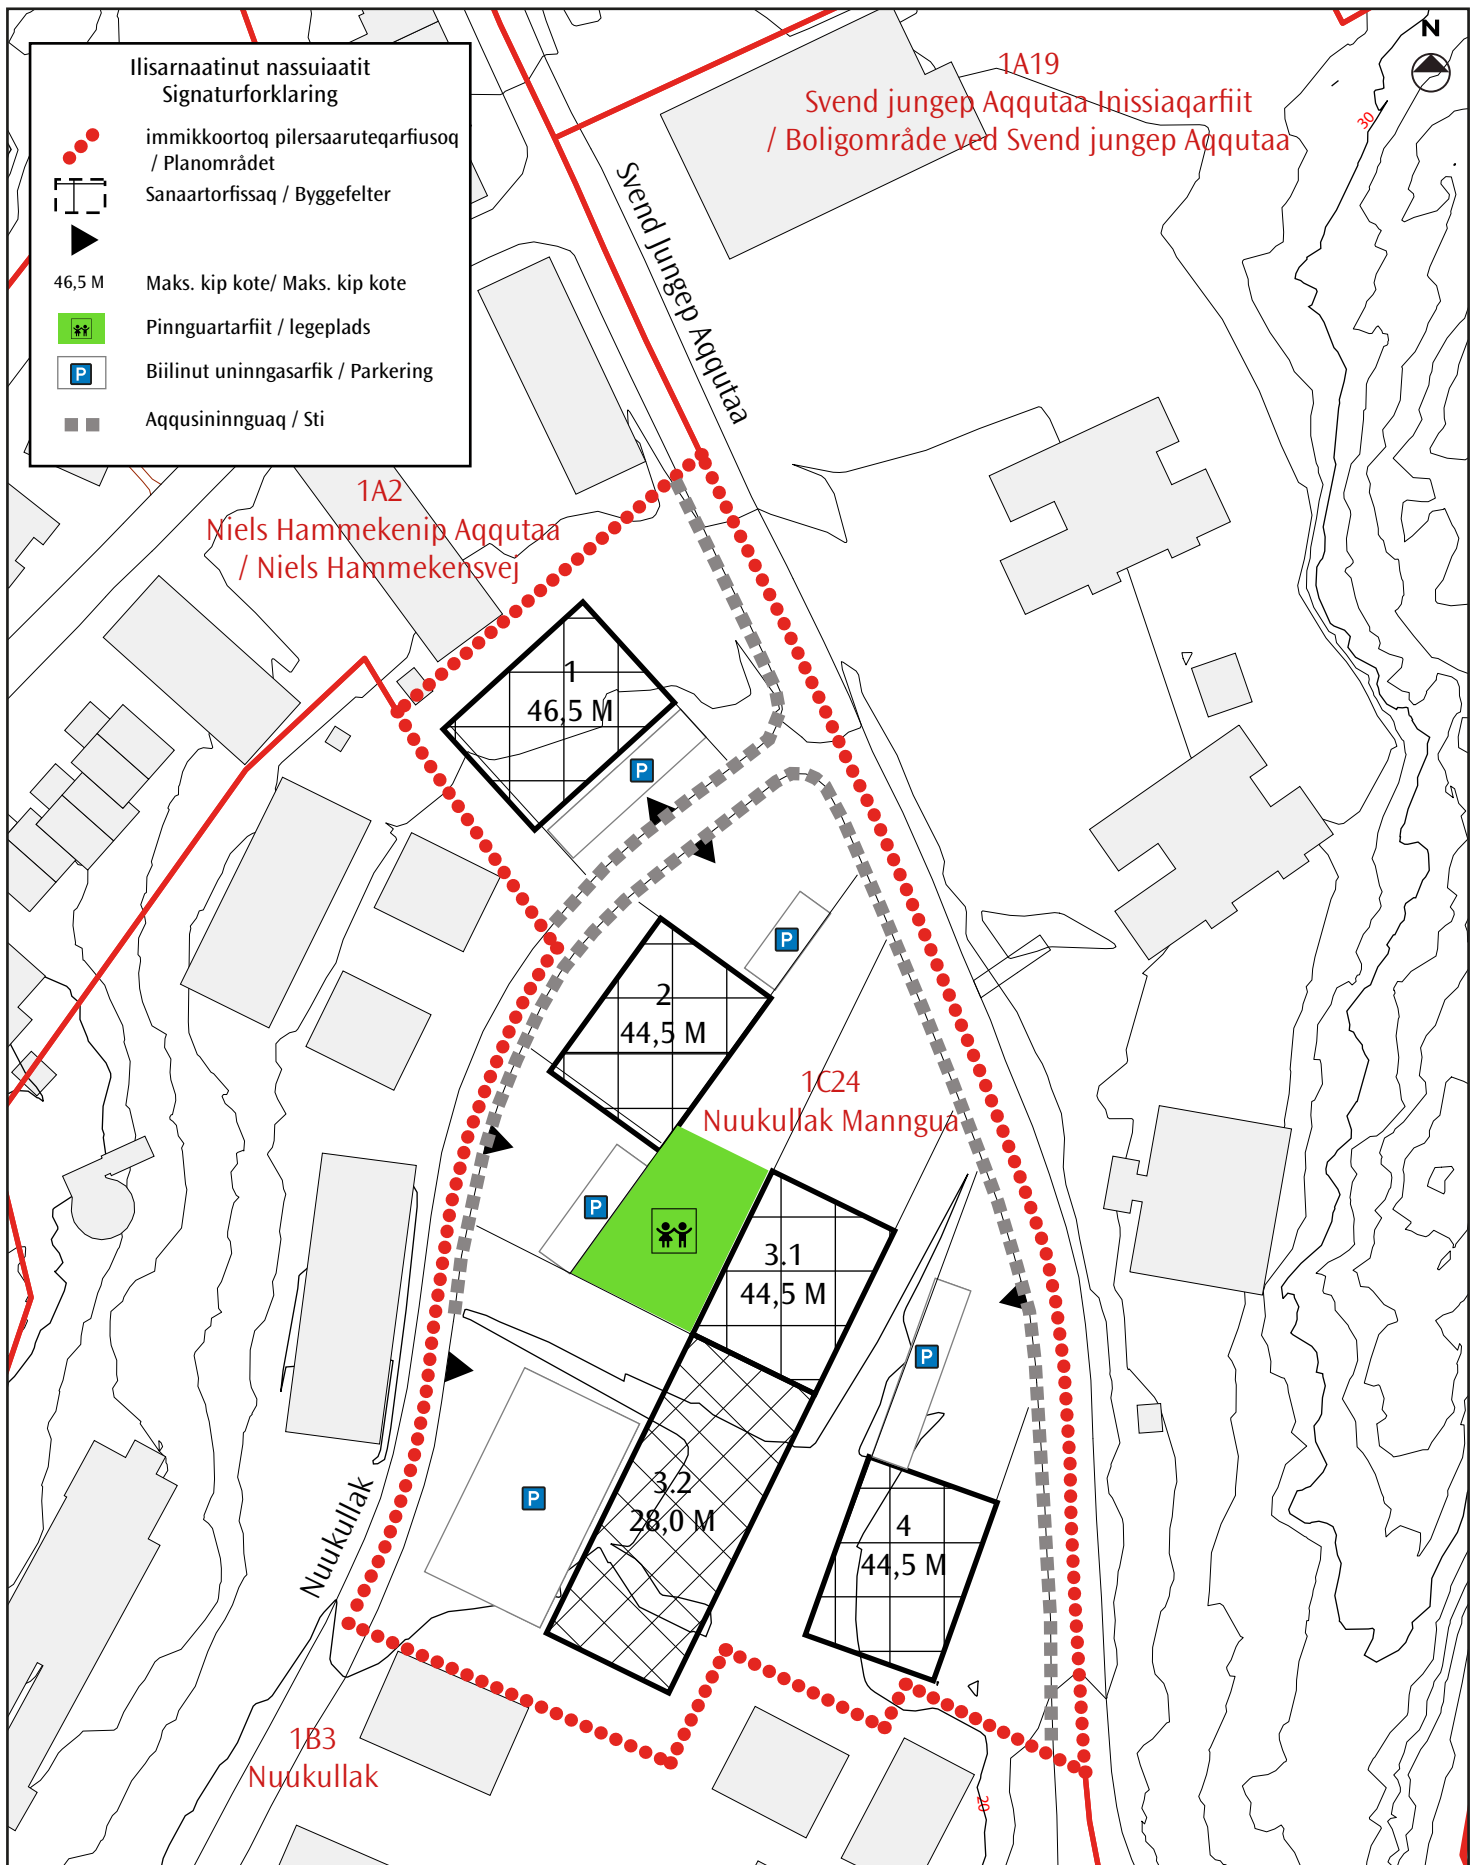 Ilisarnaatinut nassuiaatit
Signaturforklaring
immikkoortoq pilersaaruteqarfiusoq
/ Planområdet
Sanaartorfissaq / Byggefelter
46,5 M Maks. kip kote/ Maks. kip kote
Pinnguartarfiit / legeplads
P Biilinut uninngasarfik / Parkering
Aqqusininnguaq / Sti
N
1A19
Svend jungep Aqqutaa Inissiaqarfiit
/ Boligområde ved Svend jungep Aqqutaa
30
Svend Jungep Aqqutaa
1A2
Niels Hammekenip Aqqutaa
/ Niels Hammekensvej
1
46,5 M
P
P
2
44,5 M
1C24
Nuukullak Manngua
P
3.1
44,5 M
P
3.2
28,0 M
P
4
44,5 M
Nuukullak
1B3
Nuukullak
20